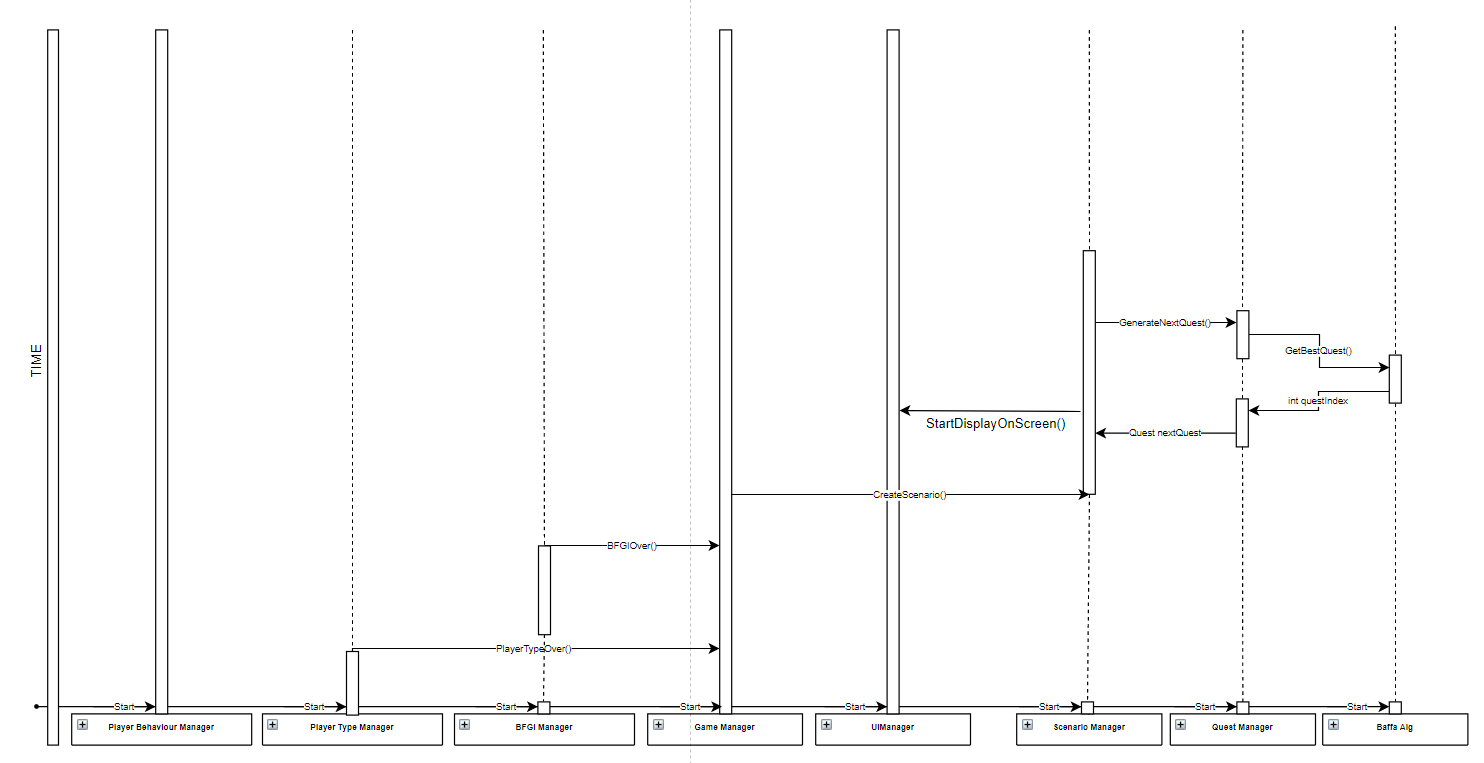 GenerateNextQuest()
TIME
GetBestQuest()
int questIndex
StartDisplayOnScreen()
Quest nextQuest
CreateScenario()
BFGIOver()
PlayerTypeOver()
Start
Start
Start
Start
Start
Start
Start
Start
Player Behaviour Manager
Player Type Manager
BFGI Manager
Game Manager
UIManager
Scenario Manager
Quest Manager
Baffa Alg